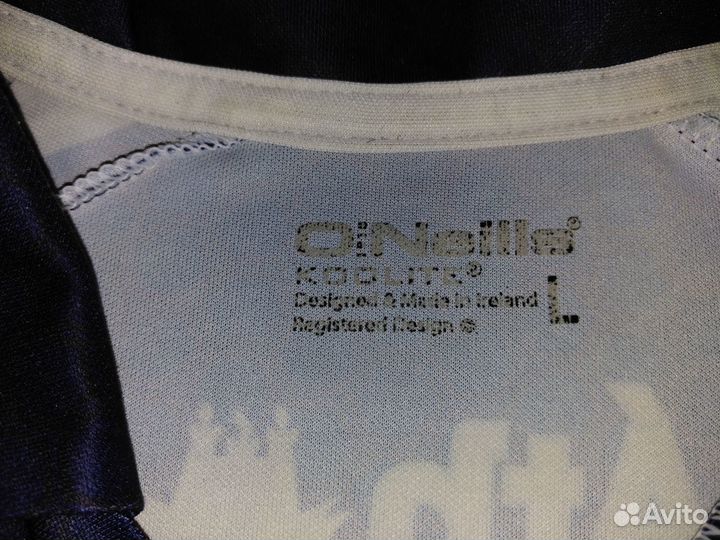 O'Neills®
KOOLITE®
Designed & Made in Ireland
Registered Design ®
L
Avito